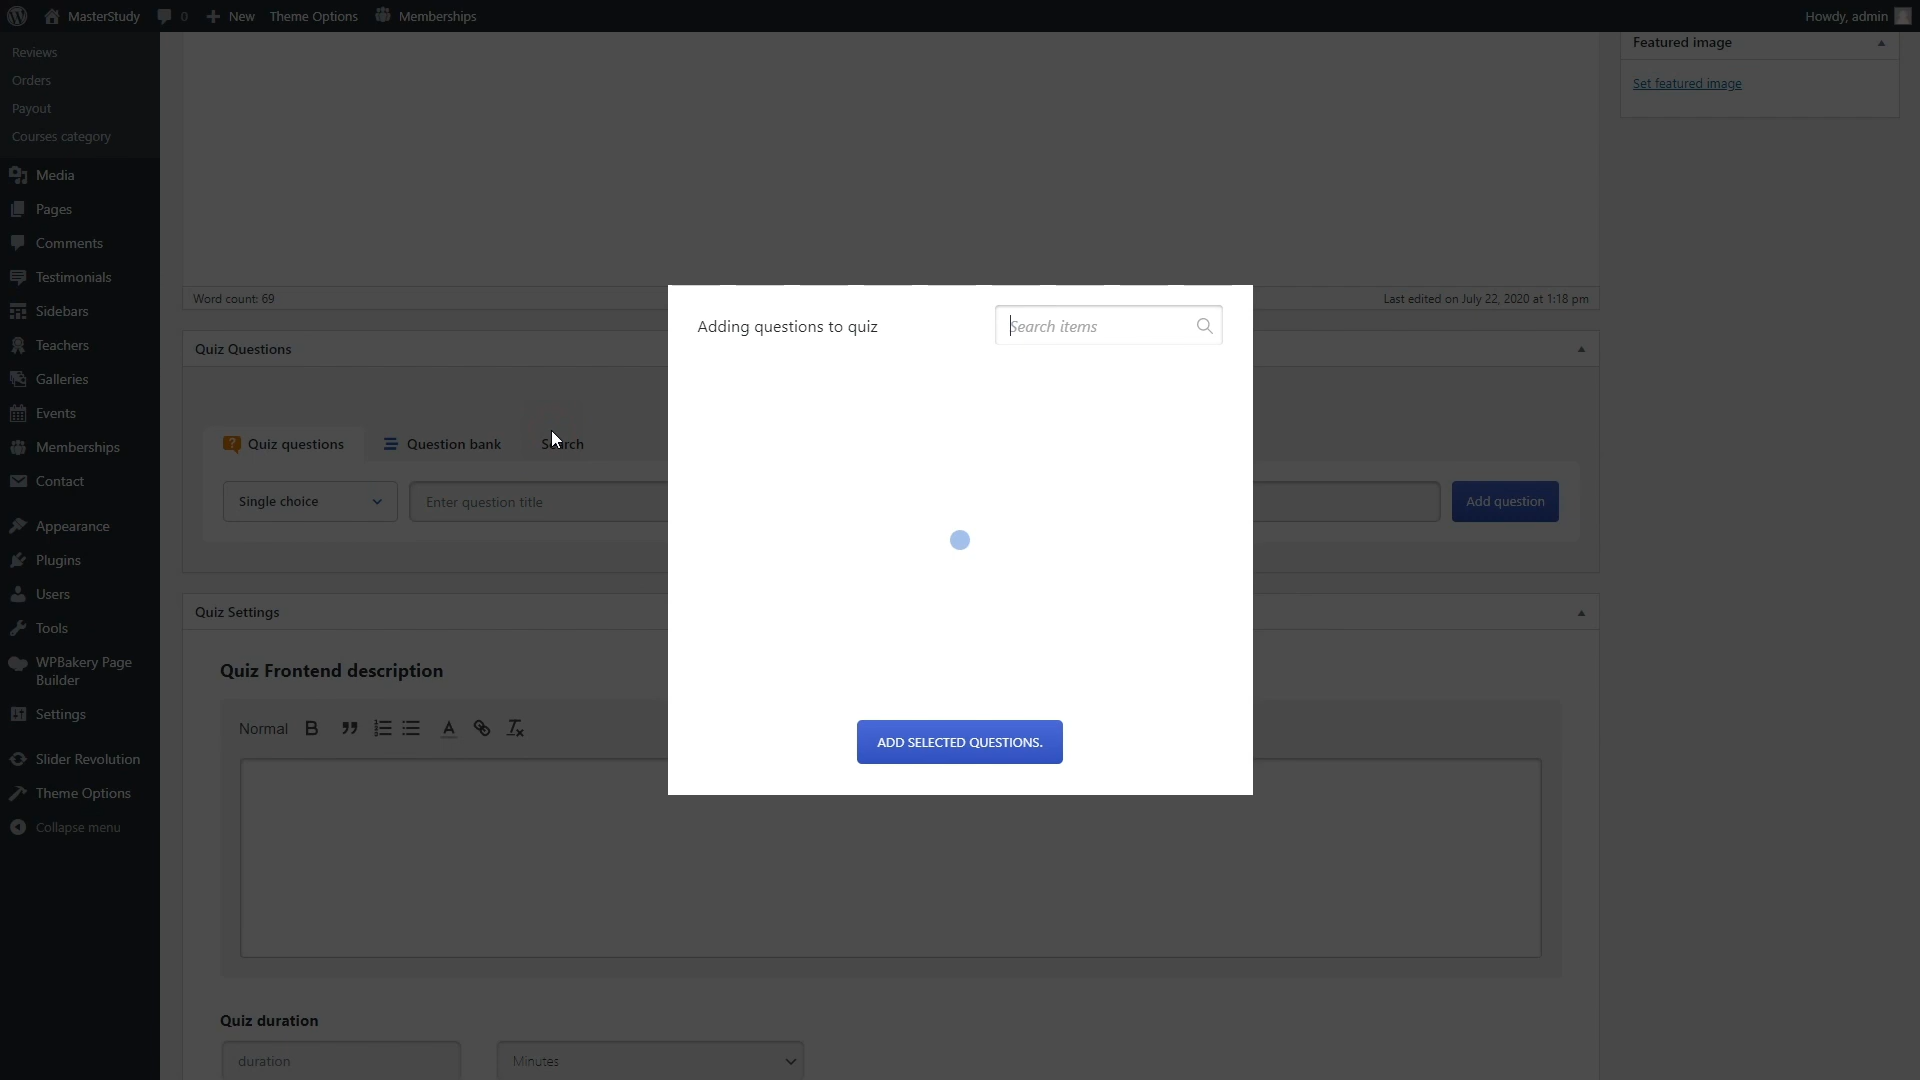 MasterStudy 0 New Theme Options Memberships Howdy, admin
Reviews
Orders
Payout
Courses category
Media
Pages
Comments
Testimonials
Sidebars
Teachers
Galleries
Events
Memberships
Contact
Appearance
Plugins
Users
Tools
WPBakery Page
Builder
Settings
Slider Revolution
Theme Options
Collapse menu
Featured image
Set featured image
Word count: 69
Last edited on July 22, 2020 at 1:18 pm
Quiz Questions
Quiz questions Question bank Search
Single choice Enter question title Add question
Adding questions to quiz Search items
ADD SELECTED QUESTIONS.
Quiz Settings
Quiz Frontend description
Normal
Quiz duration
duration Minutes